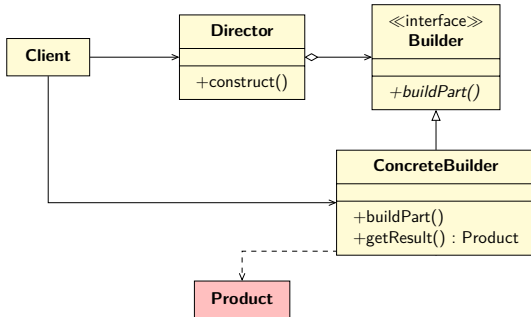 Client
Director
+construct()
≪interface≫
Builder
+buildPart()
ConcreteBuilder
+buildPart()
+getResult() : Product
Product